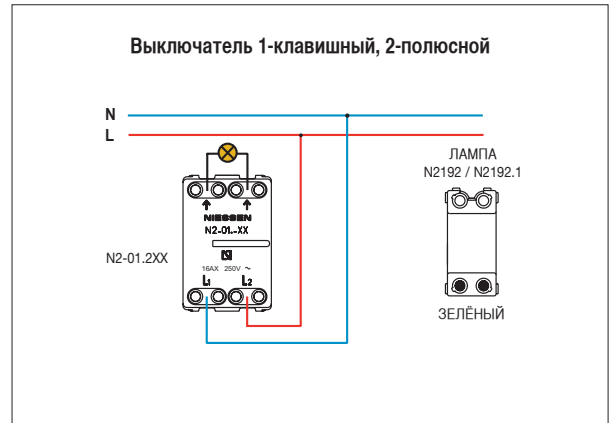 Выключатель 1-клавишный, 2-полюсной
N
L
ЛАМПА
N2192 / N2192.1
NIESSEN
N2-01.-XX
N2-01.2XX
16AX 250V ~
L1 L2
ЗЕЛЁНЫЙ